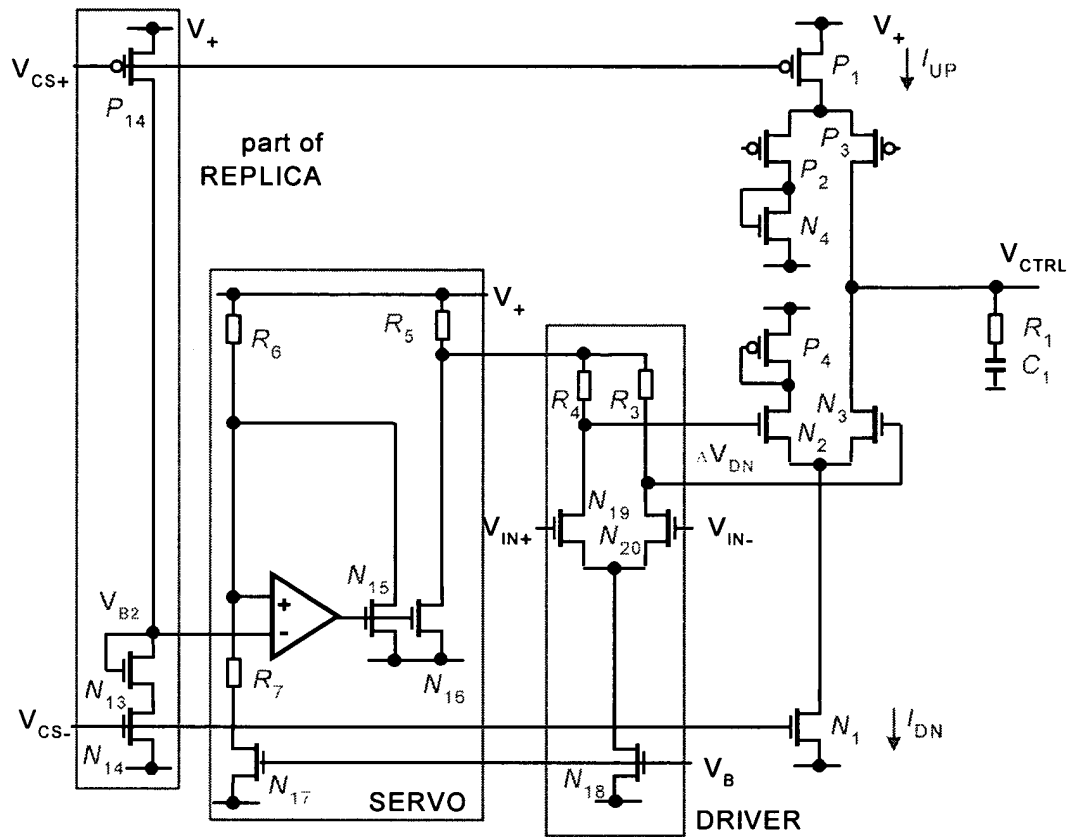 V+
V+
VCS+
P1
IUP
P14
part of
REPLICA
P3
P2
N4
VCTRL
V+
R6
R5
P4
R1
C1
R4
R3
N3
N2
ΔVDN
N19
VIN+
N20
VIN-
N15
VB2
+
-
R7
N16
N13
VCS-
N1
IDN
N14
VB
N17
N18
SERVO
DRIVER